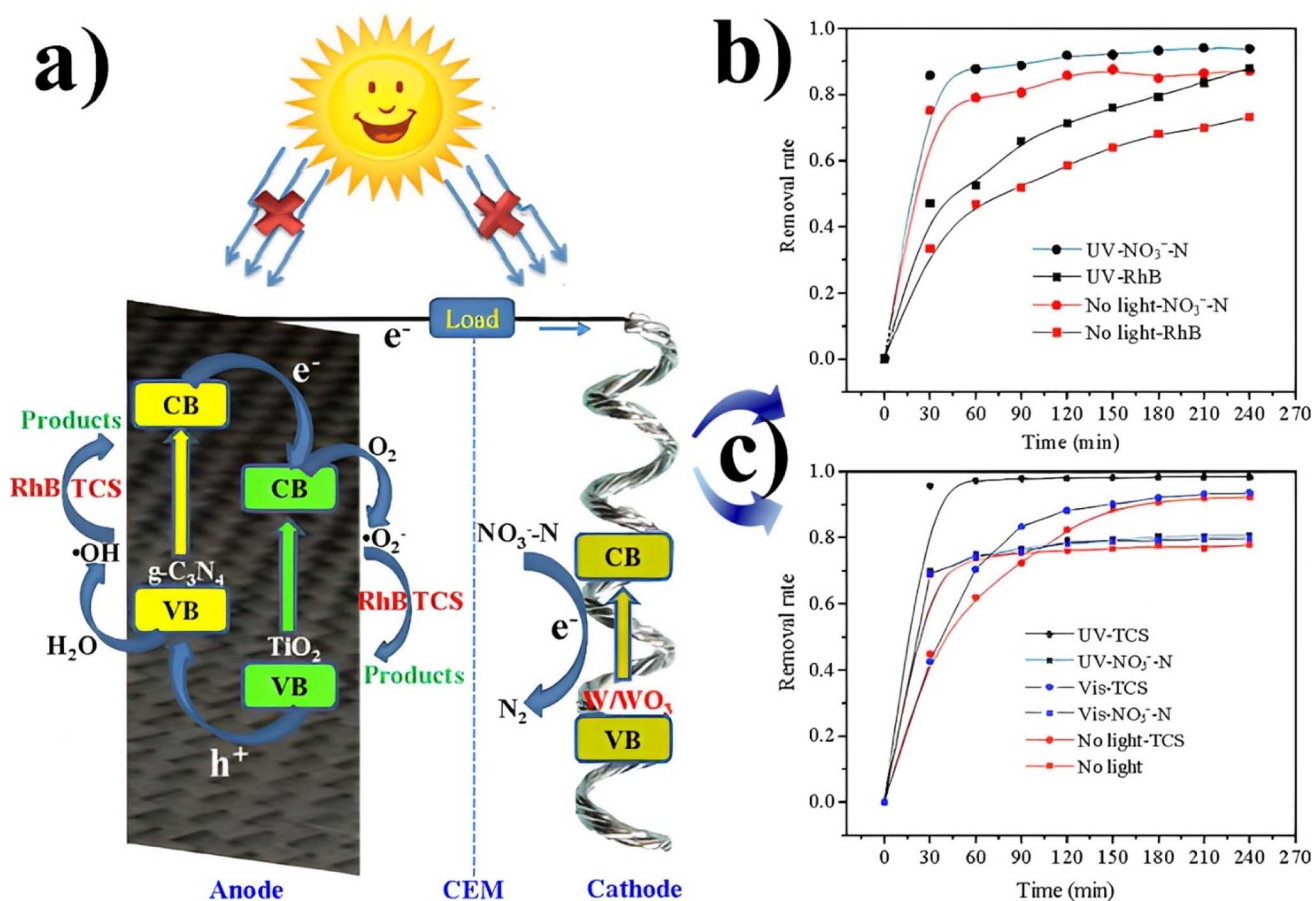 a)
e⁻
Load
e⁻
CB
Products
RhB TCS
•OH
g-C₃N₄
VB
H₂O
CB
O₂
•O₂⁻
RhB TCS
TiO₂
Products
VB
h⁺
NO₃⁻-N
CB
e⁻
W/WO₃
N₂
VB
Anode
CEM
Cathode
b)
Removal rate
1.0
0.8
0.6
0.4
0.2
0.0
UV-NO₃⁻-N
UV-RhB
No light-NO₃⁻-N
No light-RhB
0 30 60 90 120 150 180 210 240 270
Time (min)
c)
Removal rate
1.0
0.8
0.6
0.4
0.2
0.0
UV-TCS
UV-NO₃⁻-N
Vis-TCS
Vis-NO₃⁻-N
No light-TCS
No light
0 30 60 90 120 150 180 210 240 270
Time (min)